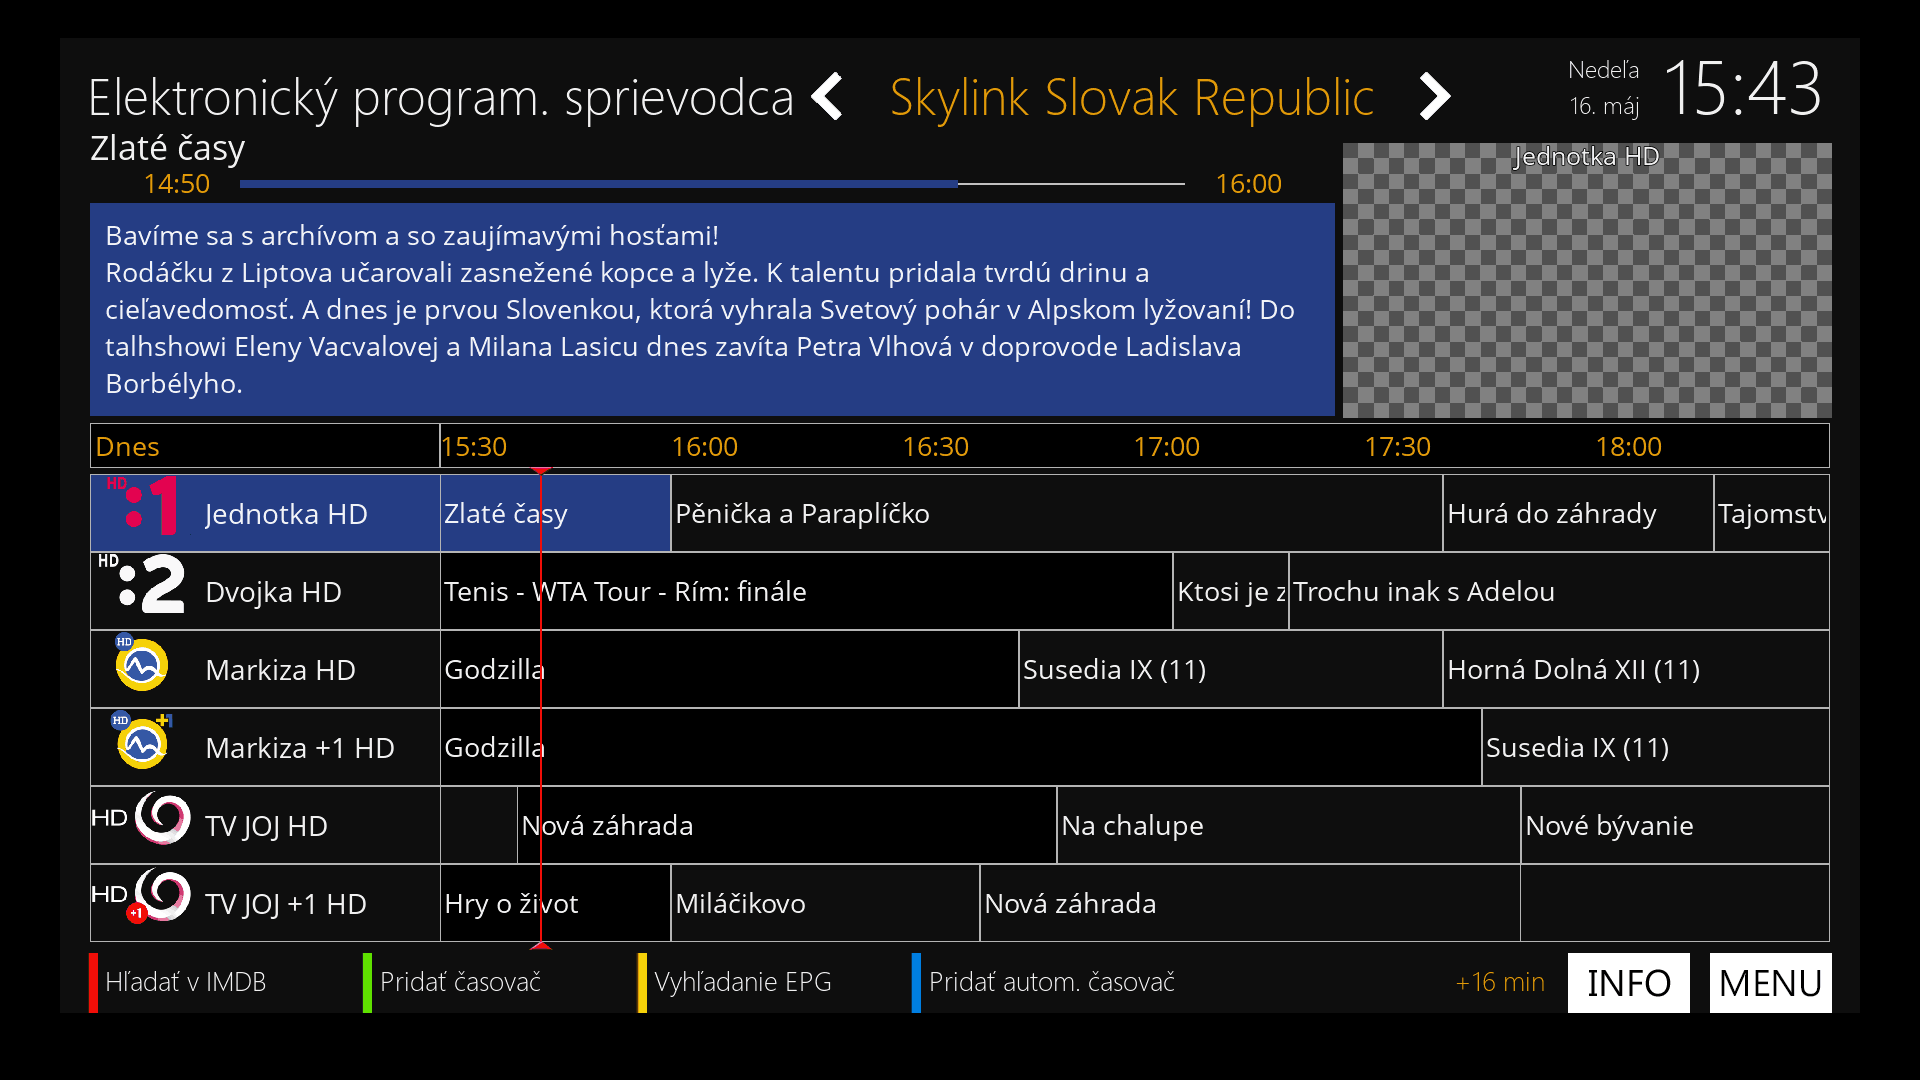 Elektronický program. sprievodca
Skylink Slovak Republic
Nedeľa
16. máj
15:43
Zlaté časy
14:50
16:00
Jednotka HD
Bavíme sa s archívom a so zaujímavými hosťami!
Rodáčku z Liptova učarovali zasnežené kopce a lyže. K talentu pridala tvrdú drinu a
cieľavedomosť. A dnes je prvou Slovenkou, ktorá vyhrala Svetový pohár v Alpskom lyžovaní! Do
talhshowi Eleny Vacvalovej a Milana Lasicu dnes zavíta Petra Vlhová v doprovode Ladislava
Borbélyho.
Dnes 15:30 16:00 16:30 17:00 17:30 18:00
HD :1 Jednotka HD Zlaté časy Pěnička a Paraplíčko Hurá do záhrady Tajomstv
HD :2 Dvojka HD Tenis - WTA Tour - Rím: finále Ktosi je z Trochu inak s Adelou
HD Markiza HD Godzilla Susedia IX (11) Horná Dolná XII (11)
HD +1 Markiza +1 HD Godzilla Susedia IX (11)
HD TV JOJ HD Nová záhrada Na chalupe Nové bývanie
HD +1 TV JOJ +1 HD Hry o život Miláčikovo Nová záhrada
Hľadať v IMDB Pridať časovač Vyhľadanie EPG Pridať autom. časovač +16 min INFO MENU